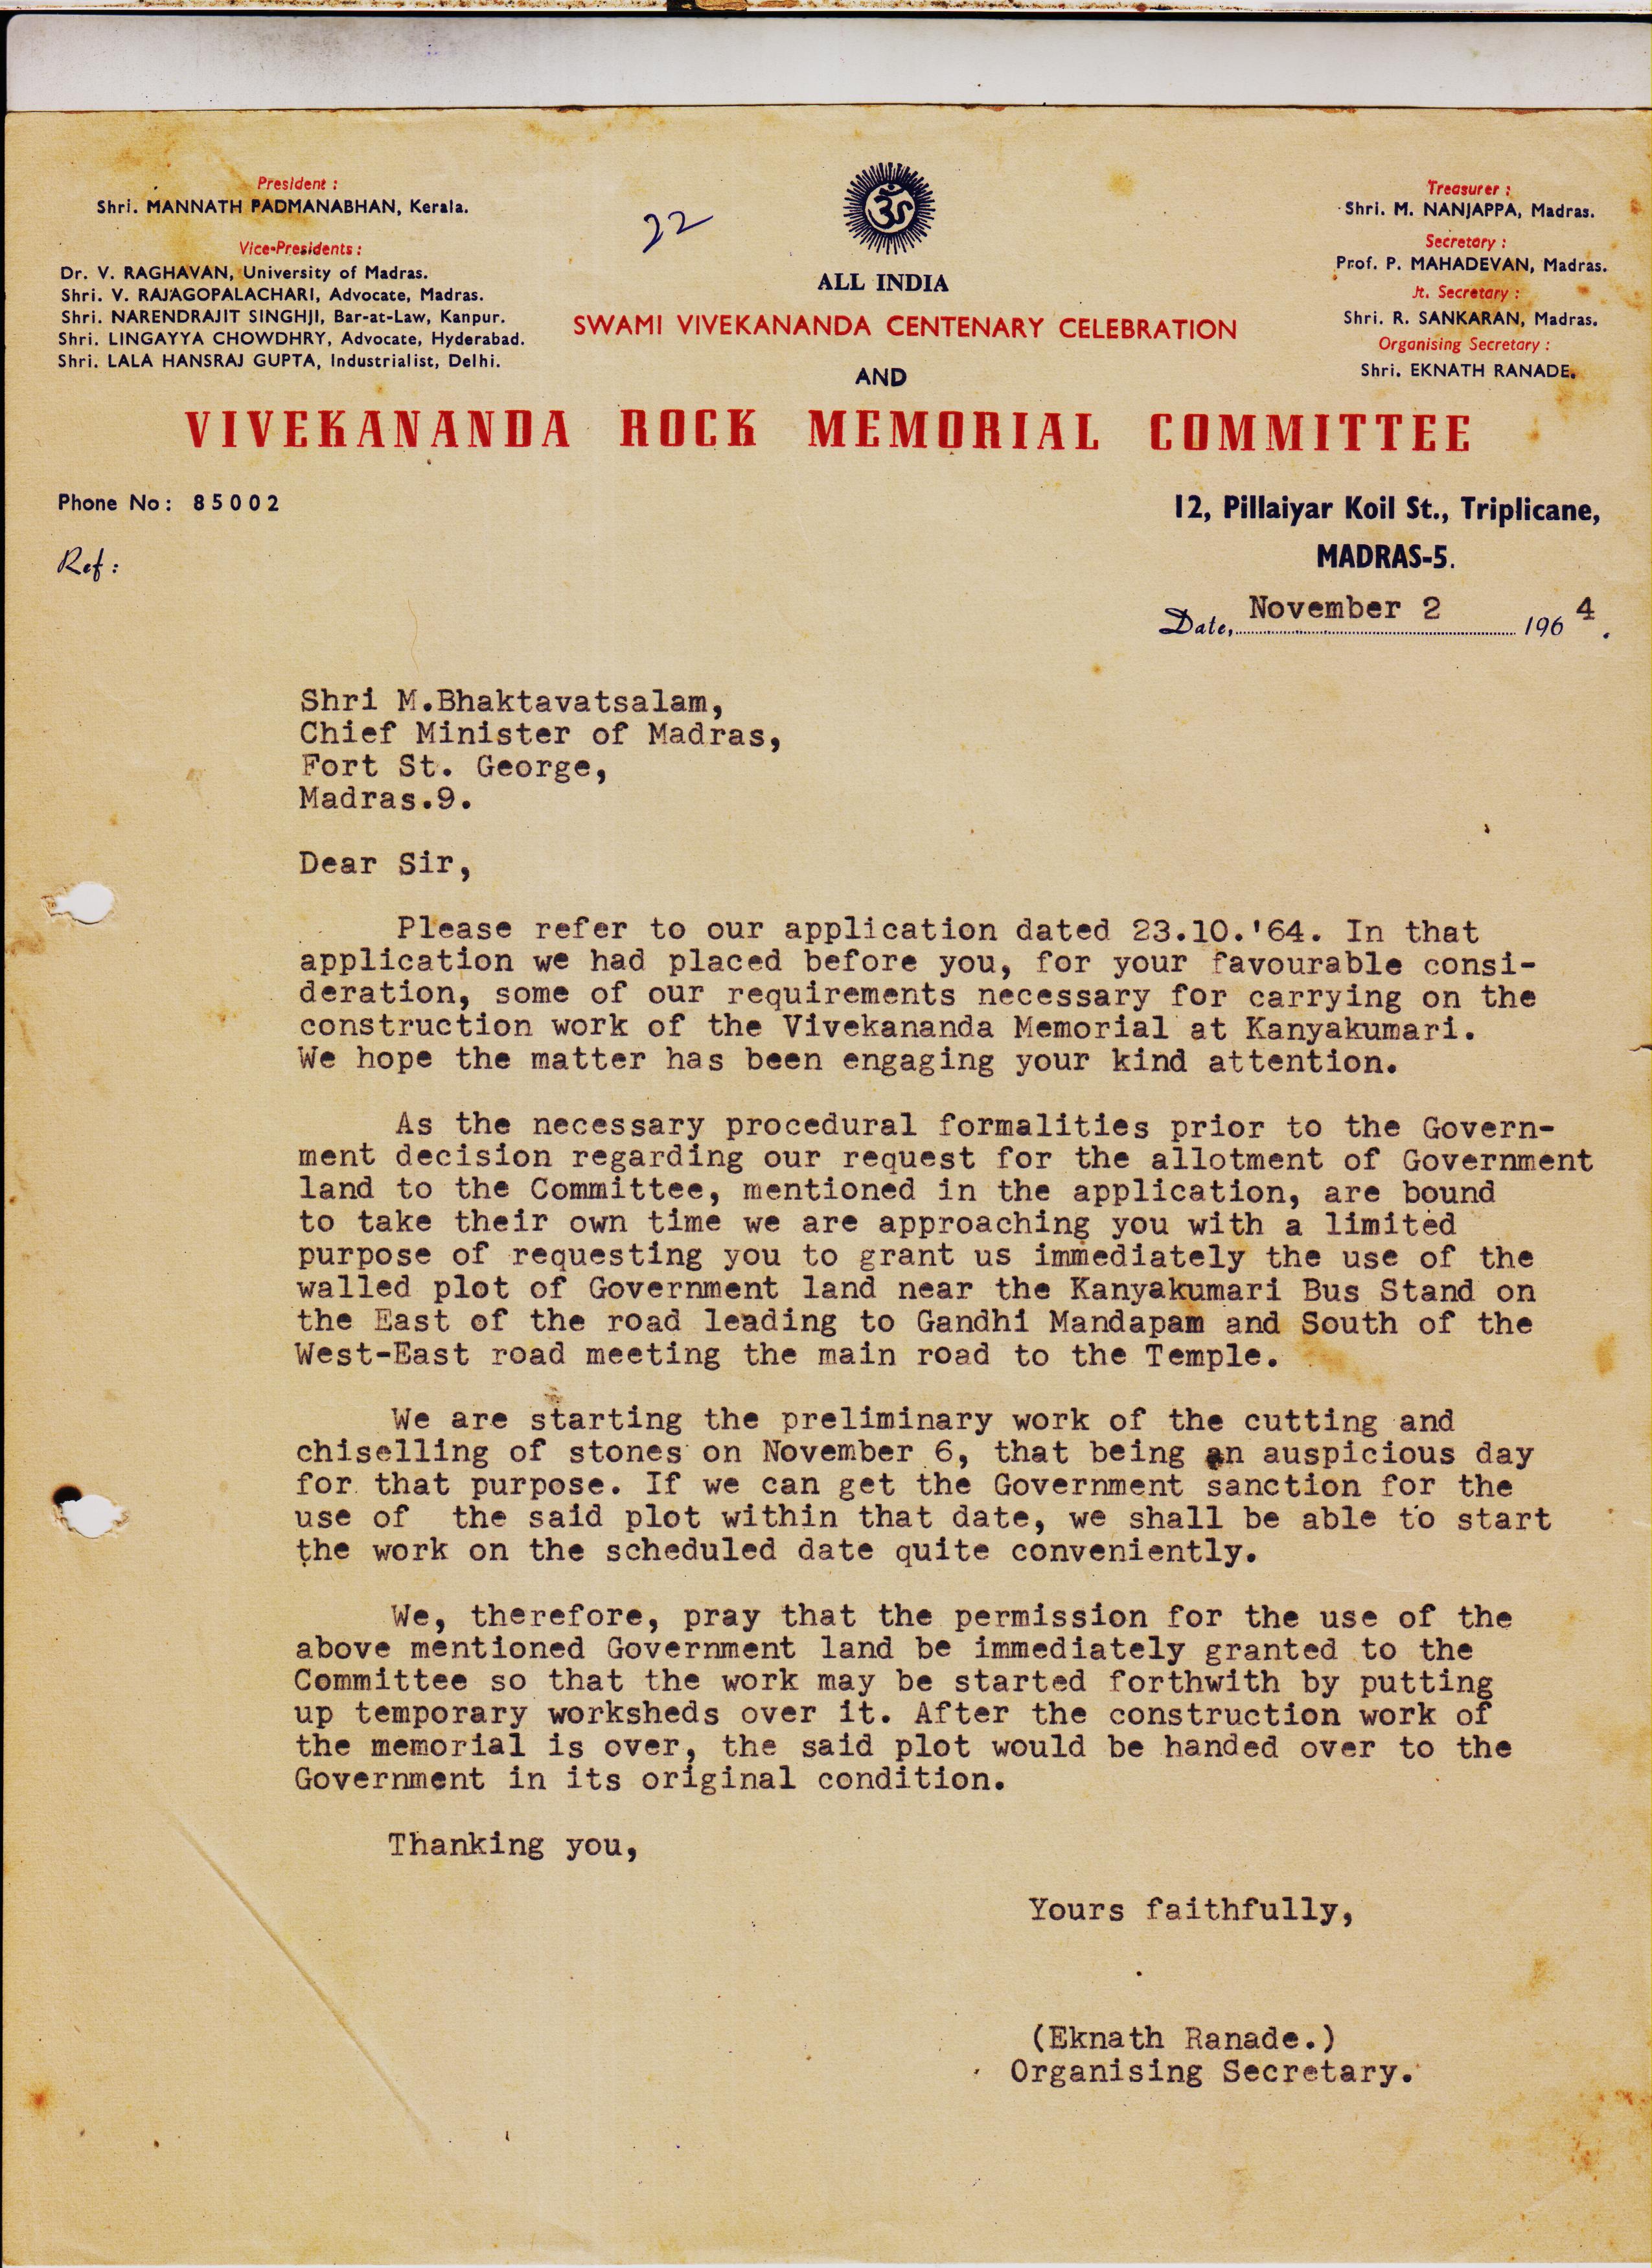 President :
Shri. MANNATH PADMANABHAN, Kerala.
Vice-Presidents :
Dr. V. RAGHAVAN, University of Madras.
Shri. V. RAJAGOPALACHARI, Advocate, Madras.
Shri. NARENDRAJIT SINGHJI, Bar-at-Law, Kanpur.
Shri. LINGAYYA CHOWDHRY, Advocate, Hyderabad.
Shri. LALA HANSRAJ GUPTA, Industrialist, Delhi.
22
ॐ
ALL INDIA
SWAMI VIVEKANANDA CENTENARY CELEBRATION
AND
Treasurer :
Shri. M. NANJAPPA, Madras.
Secretary :
Prof. P. MAHADEVAN, Madras.
Jt. Secretary :
Shri. R. SANKARAN, Madras.
Organising Secretary :
Shri. EKNATH RANADE.
VIVEKANANDA ROCK MEMORIAL COMMITTEE
Phone No : 85002
12, Pillaiyar Koil St., Triplicane,
MADRAS-5.
Ref :
Date, November 2 1964.
Shri M.Bhaktavatsalam,
Chief Minister of Madras,
Fort St. George,
Madras.9.
Dear Sir,
Please refer to our application dated 23.10.'64. In that
application we had placed before you, for your favourable consi-
deration, some of our requirements necessary for carrying on the
construction work of the Vivekananda Memorial at Kanyakumari.
We hope the matter has been engaging your kind attention.
As the necessary procedural formalities prior to the Govern-
ment decision regarding our request for the allotment of Government
land to the Committee, mentioned in the application, are bound
to take their own time we are approaching you with a limited
purpose of requesting you to grant us immediately the use of the
walled plot of Government land near the Kanyakumari Bus Stand on
the East of the road leading to Gandhi Mandapam and South of the
West-East road meeting the main road to the Temple.
We are starting the preliminary work of the cutting and
chiselling of stones on November 6, that being an auspicious day
for that purpose. If we can get the Government sanction for the
use of the said plot within that date, we shall be able to start
the work on the scheduled date quite conveniently.
We, therefore, pray that the permission for the use of the
above mentioned Government land be immediately granted to the
Committee so that the work may be started forthwith by putting
up temporary worksheds over it. After the construction work of
the memorial is over, the said plot would be handed over to the
Government in its original condition.
Thanking you,
Yours faithfully,
(Eknath Ranade.)
Organising Secretary.